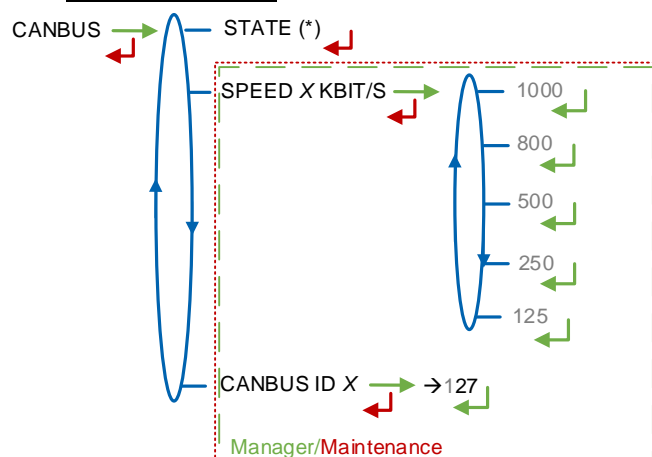 CANBUS
STATE (*)
SPEED X KBIT/S
1000
800
500
250
125
CANBUS ID X
→127
Manager/Maintenance